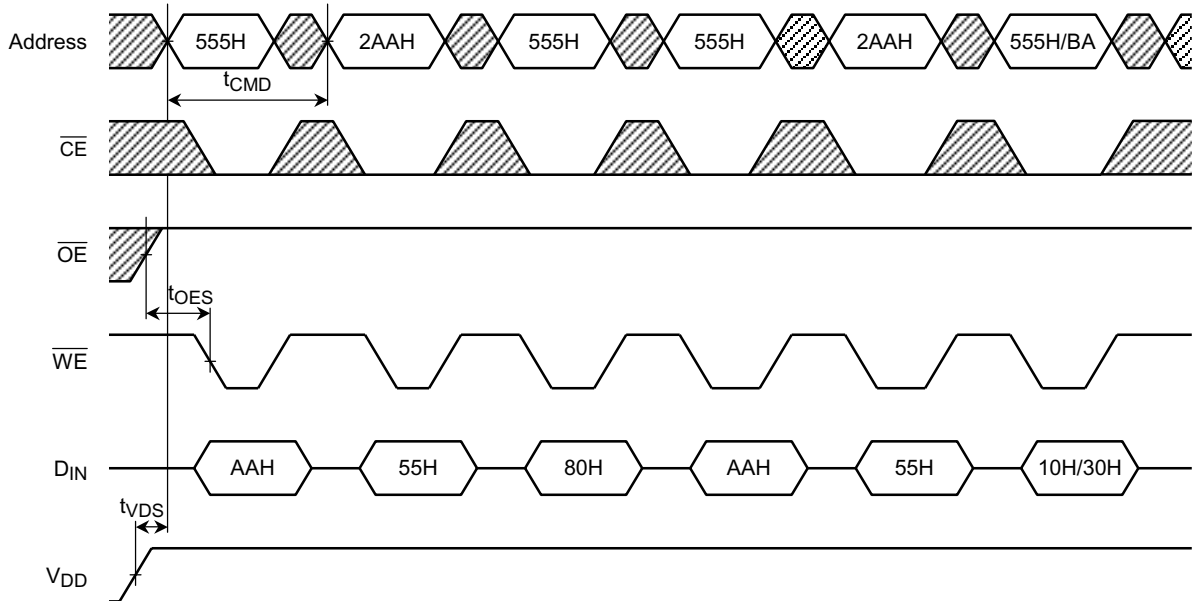 Address 555H 2AAH 555H 555H 2AAH 555H/BA
tCMD
CE
OE
tOES
WE
DIN AAH 55H 80H AAH 55H 10H/30H
tVDS
VDD